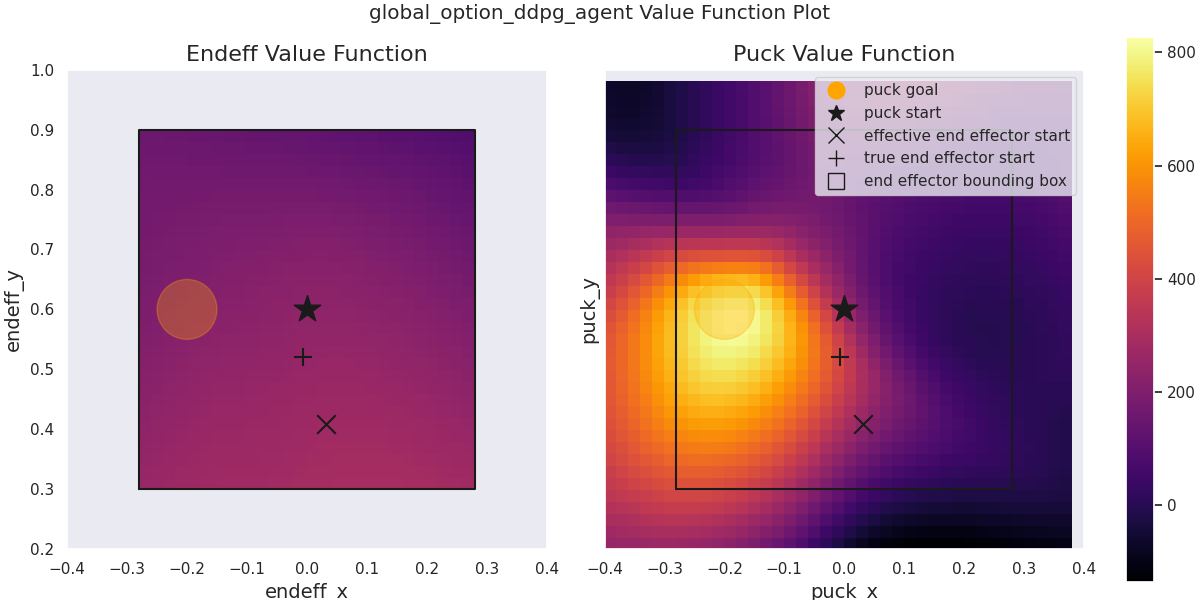 global_option_ddpg_agent Value Function Plot
Endeff Value Function
1.0
0.9
0.8
0.7
0.6
0.5
0.4
0.3
0.2
endeff_y
−0.4 −0.3 −0.2 −0.1 0.0 0.1 0.2 0.3 0.4
endeff_x
Puck Value Function
puck goal
puck start
effective end effector start
true end effector start
end effector bounding box
puck_y
−0.4 −0.3 −0.2 −0.1 0.0 0.1 0.2 0.3 0.4
puck_x
800
600
400
200
0